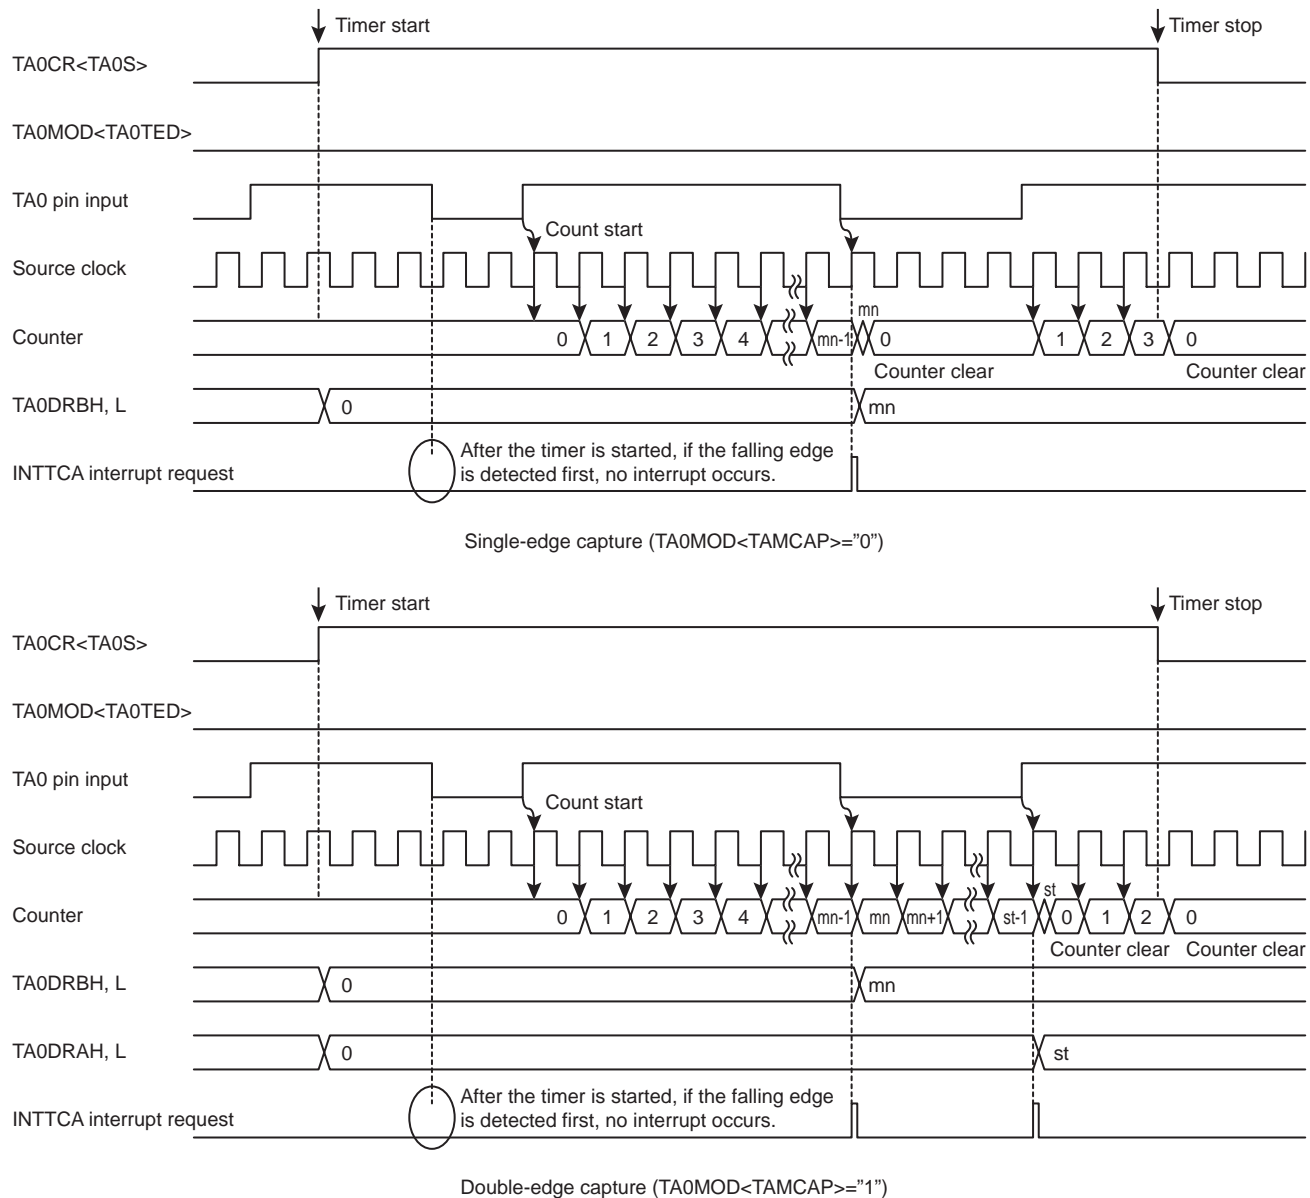 Timer start Timer stop
TA0CR<TA0S>
TA0MOD<TA0TED>
TA0 pin input
Count start
Source clock
mn
Counter 0 1 2 3 4 mn-1 0 1 2 3 0
Counter clear Counter clear
TA0DRBH, L 0 mn
After the timer is started, if the falling edge
INTTCA interrupt request is detected first, no interrupt occurs.
Single-edge capture (TA0MOD<TAMCAP>=”0”)
Timer start Timer stop
TA0CR<TA0S>
TA0MOD<TA0TED>
TA0 pin input
Count start
Source clock
st
Counter 0 1 2 3 4 mn-1 mn mn+1 st-1 0 1 2 0
Counter clear Counter clear
TA0DRBH, L 0 mn
TA0DRAH, L 0 st
After the timer is started, if the falling edge
INTTCA interrupt request is detected first, no interrupt occurs.
Double-edge capture (TA0MOD<TAMCAP>=”1”)